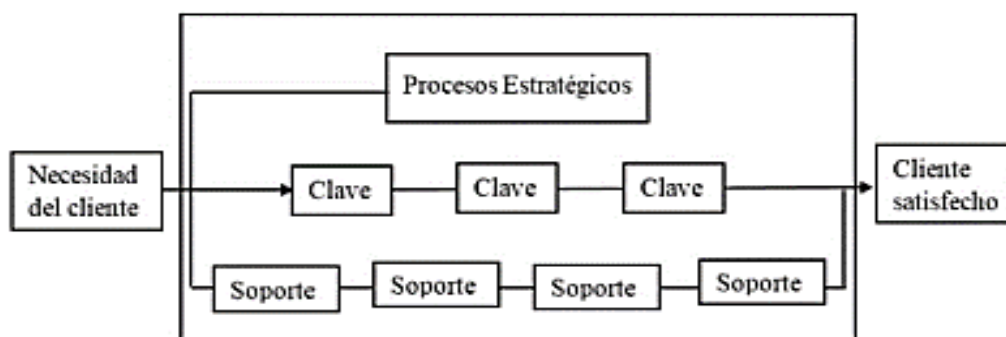 Procesos Estratégicos
Necesidad
del cliente
Clave
Clave
Clave
Cliente
satisfecho
Soporte
Soporte
Soporte
Soporte